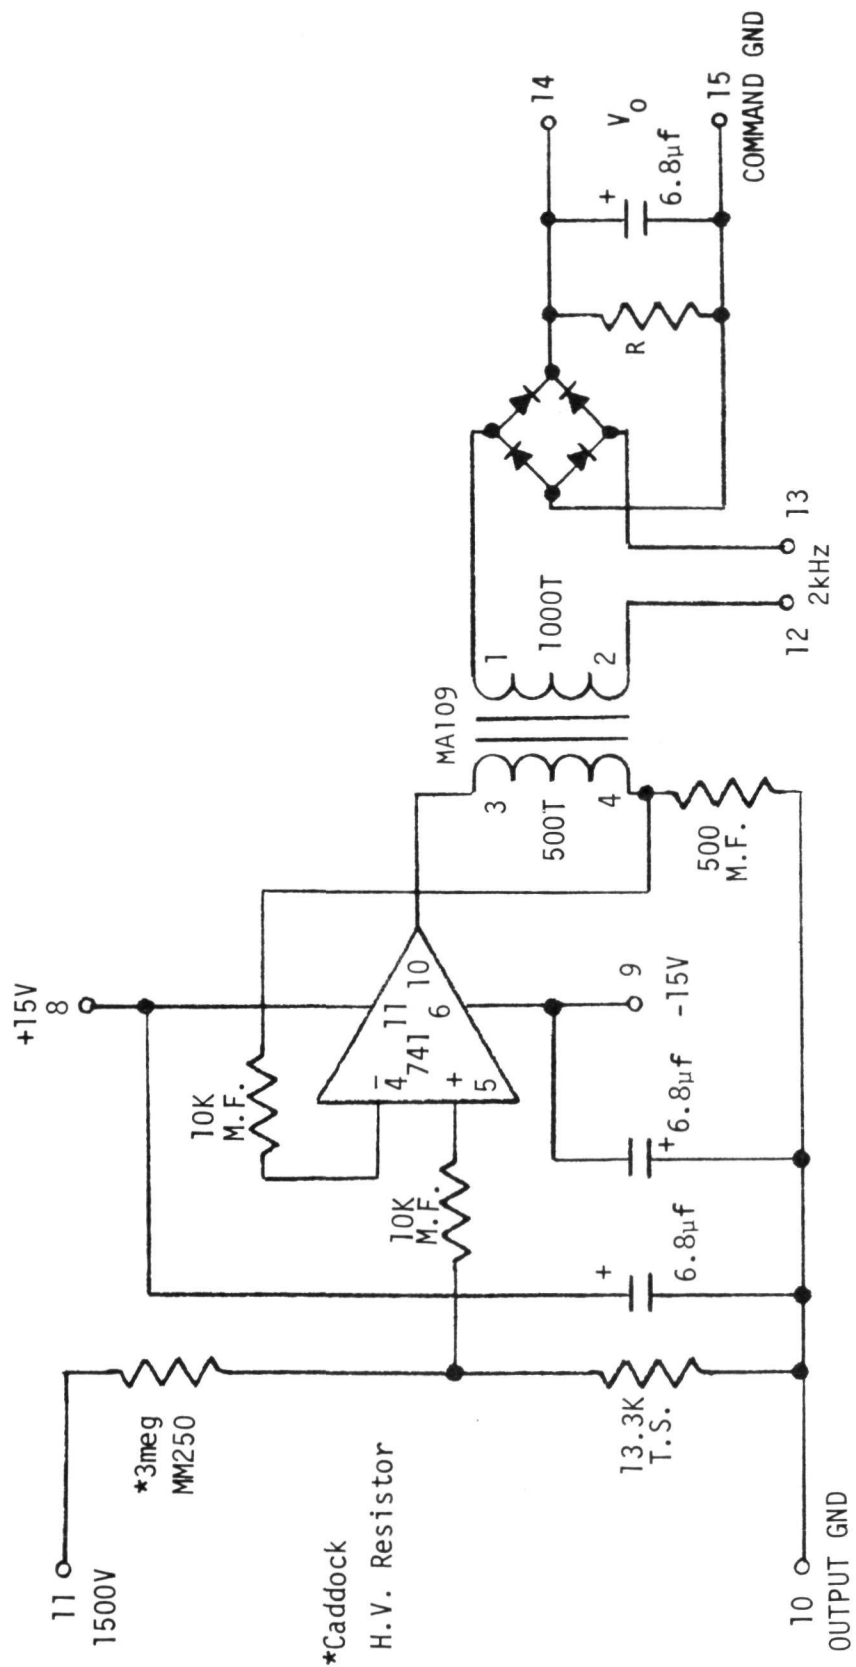 11
1500V
*3meg
MM250
*Caddock
H.V. Resistor
10
OUTPUT GND
13.3K
T.S.
+
6.8µf
+
6.8µf
10K
M.F.
10K
M.F.
+15V
8
−
4
741
+
5
11
10
6
9
-15V
500
M.F.
MA109
3
500T
4
1
1000T
2
12
2kHz
13
R
+
6.8µf
14
V₀
15
COMMAND GND